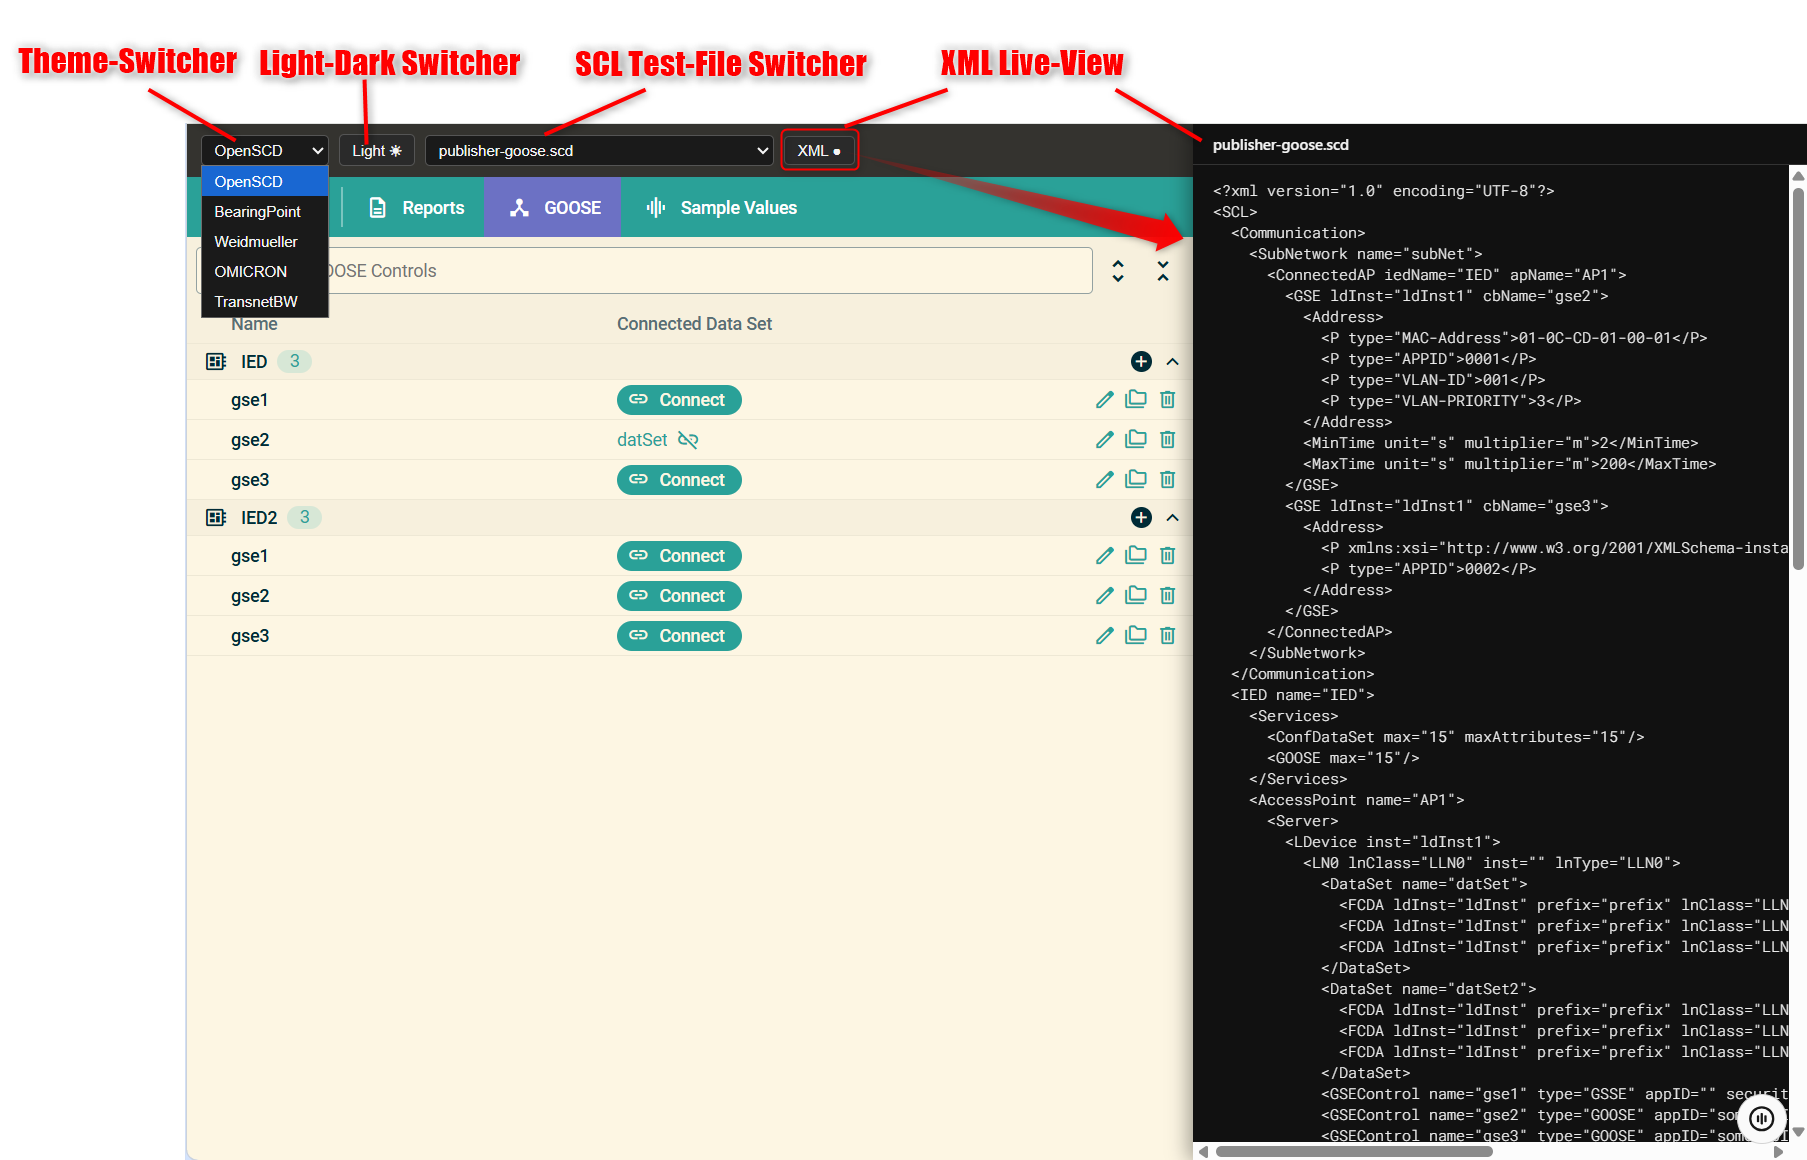 Theme-Switcher
Light-Dark Switcher
SCL Test-File Switcher
XML Live-View
OpenSCD
Light
publisher-goose.scd
XML
OpenSCD
BearingPoint
Weidmueller
OMICRON
TransnetBW
Reports
GOOSE
Sample Values
OOSE Controls
Name
Connected Data Set
IED 3
gse1 Connect
gse2 datSet
gse3 Connect
IED2 3
gse1 Connect
gse2 Connect
gse3 Connect
publisher-goose.scd
<?xml version="1.0" encoding="UTF-8"?>
<SCL>
<Communication>
<SubNetwork name="subNet">
<ConnectedAP iedName="IED" apName="AP1">
<GSE ldInst="ldInst1" cbName="gse2">
<Address>
<P type="MAC-Address">01-0C-CD-01-00-01</P>
<P type="APPID">0001</P>
<P type="VLAN-ID">001</P>
<P type="VLAN-PRIORITY">3</P>
</Address>
<MinTime unit="s" multiplier="m">2</MinTime>
<MaxTime unit="s" multiplier="m">200</MaxTime>
</GSE>
<GSE ldInst="ldInst1" cbName="gse3">
<Address>
<P xmlns:xsi="http://www.w3.org/2001/XMLSchema-insta
<P type="APPID">0002</P>
</Address>
</GSE>
</ConnectedAP>
</SubNetwork>
</Communication>
<IED name="IED">
<Services>
<ConfDataSet max="15" maxAttributes="15"/>
<GOOSE max="15"/>
</Services>
<AccessPoint name="AP1">
<Server>
<LDevice inst="ldInst1">
<LN0 lnClass="LLN0" inst="" lnType="LLN0">
<DataSet name="datSet">
<FCDA ldInst="ldInst" prefix="prefix" lnClass="LLN
<FCDA ldInst="ldInst" prefix="prefix" lnClass="LLN
<FCDA ldInst="ldInst" prefix="prefix" lnClass="LLN
</DataSet>
<DataSet name="datSet2">
<FCDA ldInst="ldInst" prefix="prefix" lnClass="LLN
<FCDA ldInst="ldInst" prefix="prefix" lnClass="LLN
<FCDA ldInst="ldInst" prefix="prefix" lnClass="LLN
</DataSet>
<GSEControl name="gse1" type="GSSE" appID="" securit
<GSEControl name="gse2" type="GOOSE" appID="som
<GSEControl name="gse3" type="GOOSE" appID="som